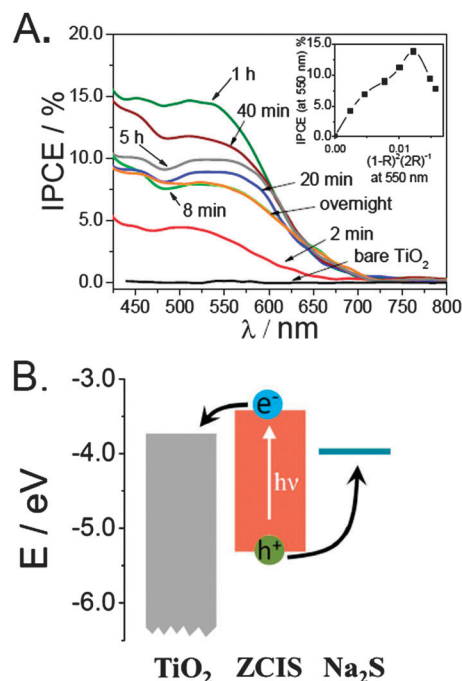 A.
IPCE / %
15.0
10.0
5.0
0.0
450
500
550
600
650
700
750
800
λ / nm
1 h
40 min
5 h
20 min
overnight
8 min
2 min
bare TiO₂
IPCE (at 550 nm) %
15.0
10.0
5.0
0.0
0.00
0.01
(1-R)²(2R)⁻¹
at 550 nm
B.
E / eV
-3.0
-4.0
-5.0
-6.0
e⁻
hν
h⁺
TiO₂
ZCIS
Na₂S